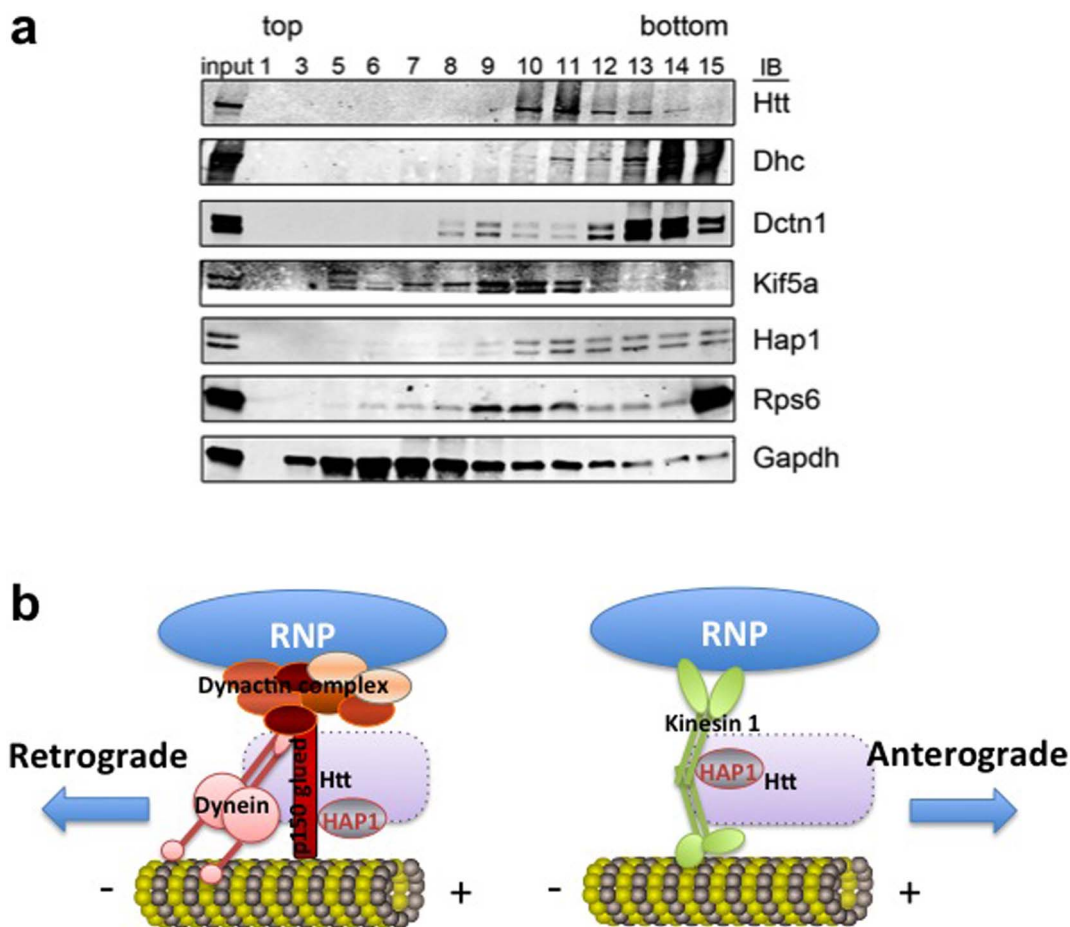 a
top bottom
input 1 3 5 6 7 8 9 10 11 12 13 14 15 IB
Htt
Dhc
Dctn1
Kif5a
Hap1
Rps6
Gapdh
b
RNP
Dynactin complex
Retrograde
p150 glued
Htt
Dynein
HAP1
- +
RNP
Kinesin 1
Anterograde
HAP1 Htt
- +